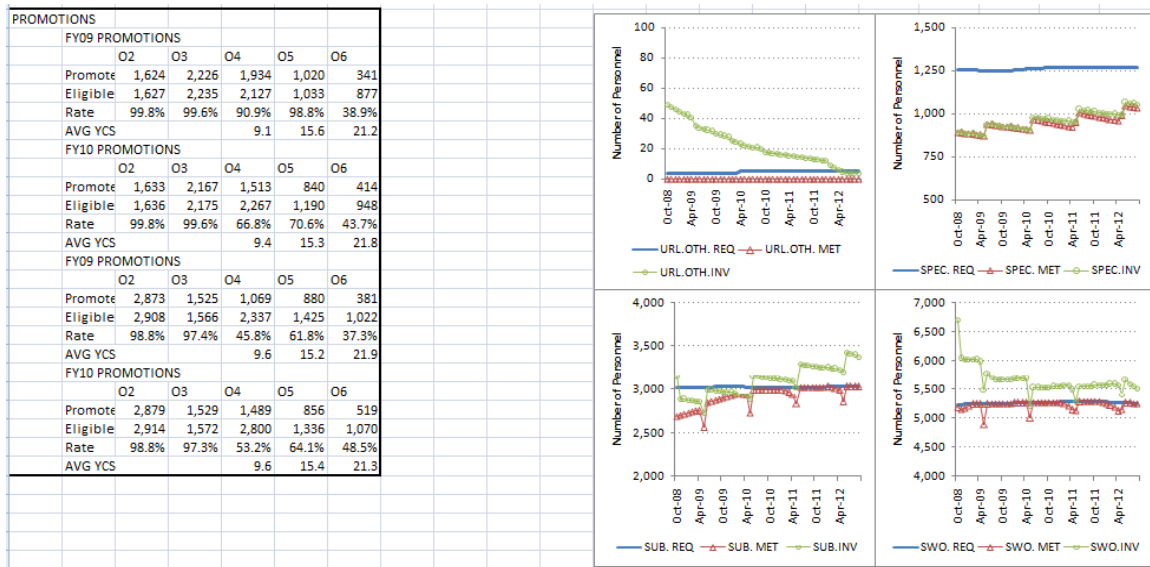 PROMOTIONS
FY09 PROMOTIONS
O2 O3 O4 O5 O6
Promote 1,624 2,226 1,934 1,020 341
Eligible 1,627 2,235 2,127 1,033 877
Rate 99.8% 99.6% 90.9% 98.8% 38.9%
AVG YCS 9.1 15.6 21.2
FY10 PROMOTIONS
O2 O3 O4 O5 O6
Promote 1,633 2,167 1,513 840 414
Eligible 1,636 2,175 2,267 1,190 948
Rate 99.8% 99.6% 66.8% 70.6% 43.7%
AVG YCS 9.4 15.3 21.8
FY09 PROMOTIONS
O2 O3 O4 O5 O6
Promote 2,873 1,525 1,069 880 381
Eligible 2,908 1,566 2,337 1,425 1,022
Rate 98.8% 97.4% 45.8% 61.8% 37.3%
AVG YCS 9.6 15.2 21.9
FY10 PROMOTIONS
O2 O3 O4 O5 O6
Promote 2,879 1,529 1,489 856 519
Eligible 2,914 1,572 2,800 1,336 1,070
Rate 98.8% 97.3% 53.2% 64.1% 48.5%
AVG YCS 9.6 15.4 21.3
Number of Personnel
100
80
60
40
20
0
Oct-08 Apr-09 Oct-09 Apr-10 Oct-10 Apr-11 Oct-11 Apr-12
URL.OTH. REQ URL.OTH. MET
URL.OTH.INV
Number of Personnel
1,500
1,250
1,000
750
500
Oct-08 Apr-09 Oct-09 Apr-10 Oct-10 Apr-11 Oct-11 Apr-12
SPEC. REQ SPEC. MET SPEC.INV
Number of Personnel
4,000
3,500
3,000
2,500
2,000
Oct-08 Apr-09 Oct-09 Apr-10 Oct-10 Apr-11 Oct-11 Apr-12
SUB. REQ SUB. MET SUB.INV
Number of Personnel
7,000
6,500
6,000
5,500
5,000
4,500
4,000
Oct-08 Apr-09 Oct-09 Apr-10 Oct-10 Apr-11 Oct-11 Apr-12
SWO. REQ SWO. MET SWO.INV